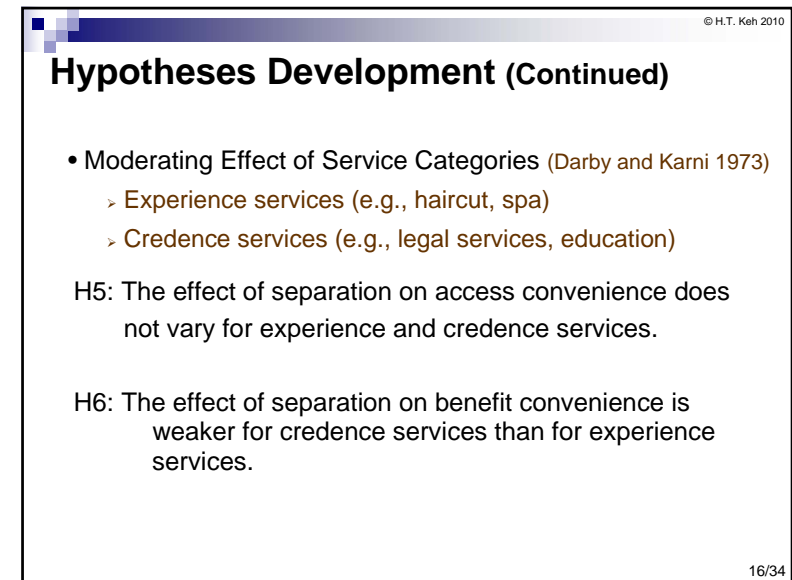 © H.T. Keh 2010
Hypotheses Development (Continued)
• Moderating Effect of Service Categories (Darby and Karni 1973)
➢ Experience services (e.g., haircut, spa)
➢ Credence services (e.g., legal services, education)
H5: The effect of separation on access convenience does
not vary for experience and credence services.
H6: The effect of separation on benefit convenience is
weaker for credence services than for experience
services.
16/34